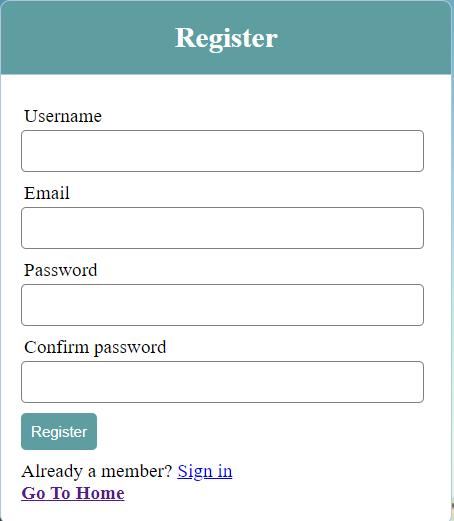 Register
Username
Email
Password
Confirm password
Register
Already a member? Sign in
Go To Home